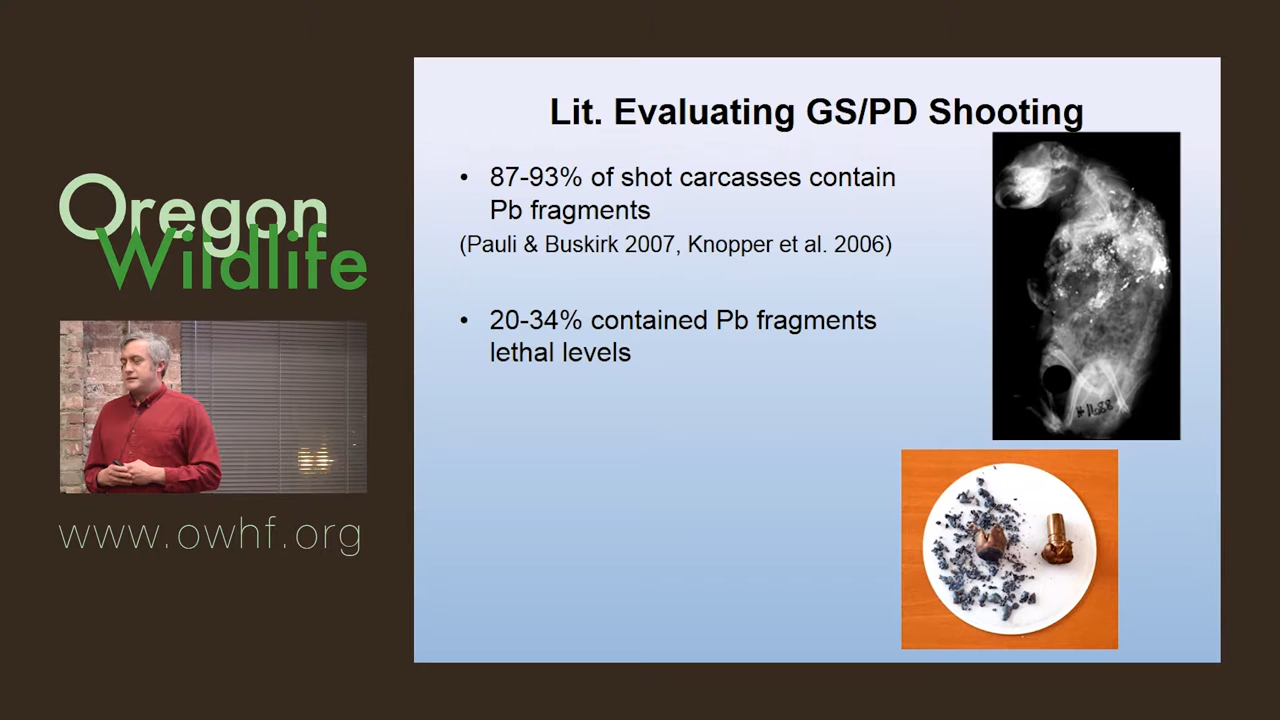 Oregon
Wildlife
www.owhf.org
Lit. Evaluating GS/PD Shooting
• 87-93% of shot carcasses contain
Pb fragments
(Pauli & Buskirk 2007, Knopper et al. 2006)
• 20-34% contained Pb fragments
lethal levels